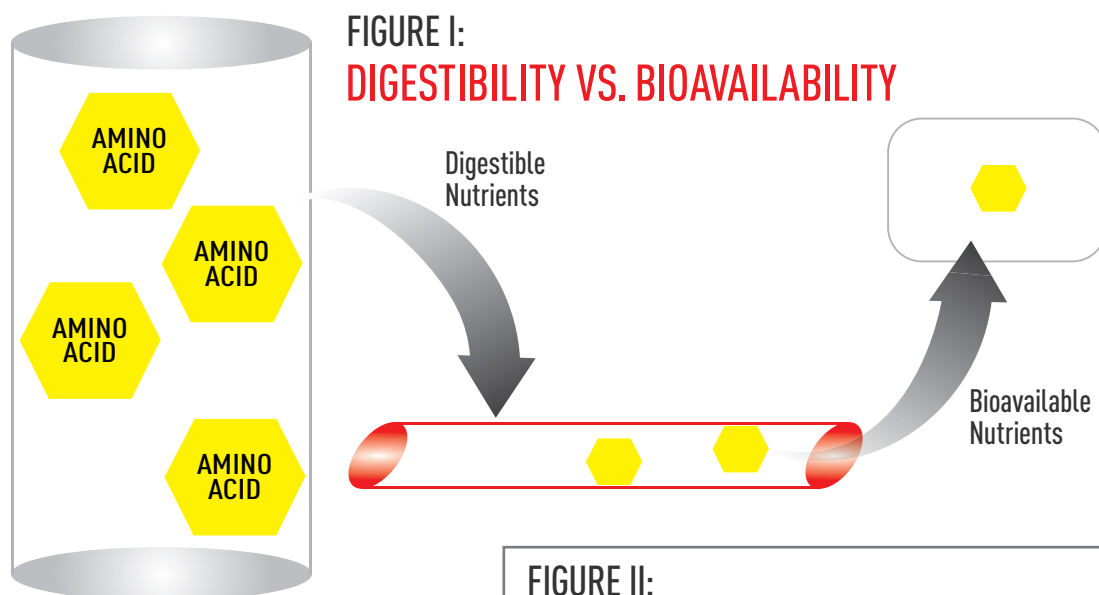 FIGURE I:
DIGESTIBILITY VS. BIOAVAILABILITY
AMINO
ACID
Digestible
Nutrients
AMINO
ACID
AMINO
ACID
Bioavailable
Nutrients
AMINO
ACID
FIGURE II: